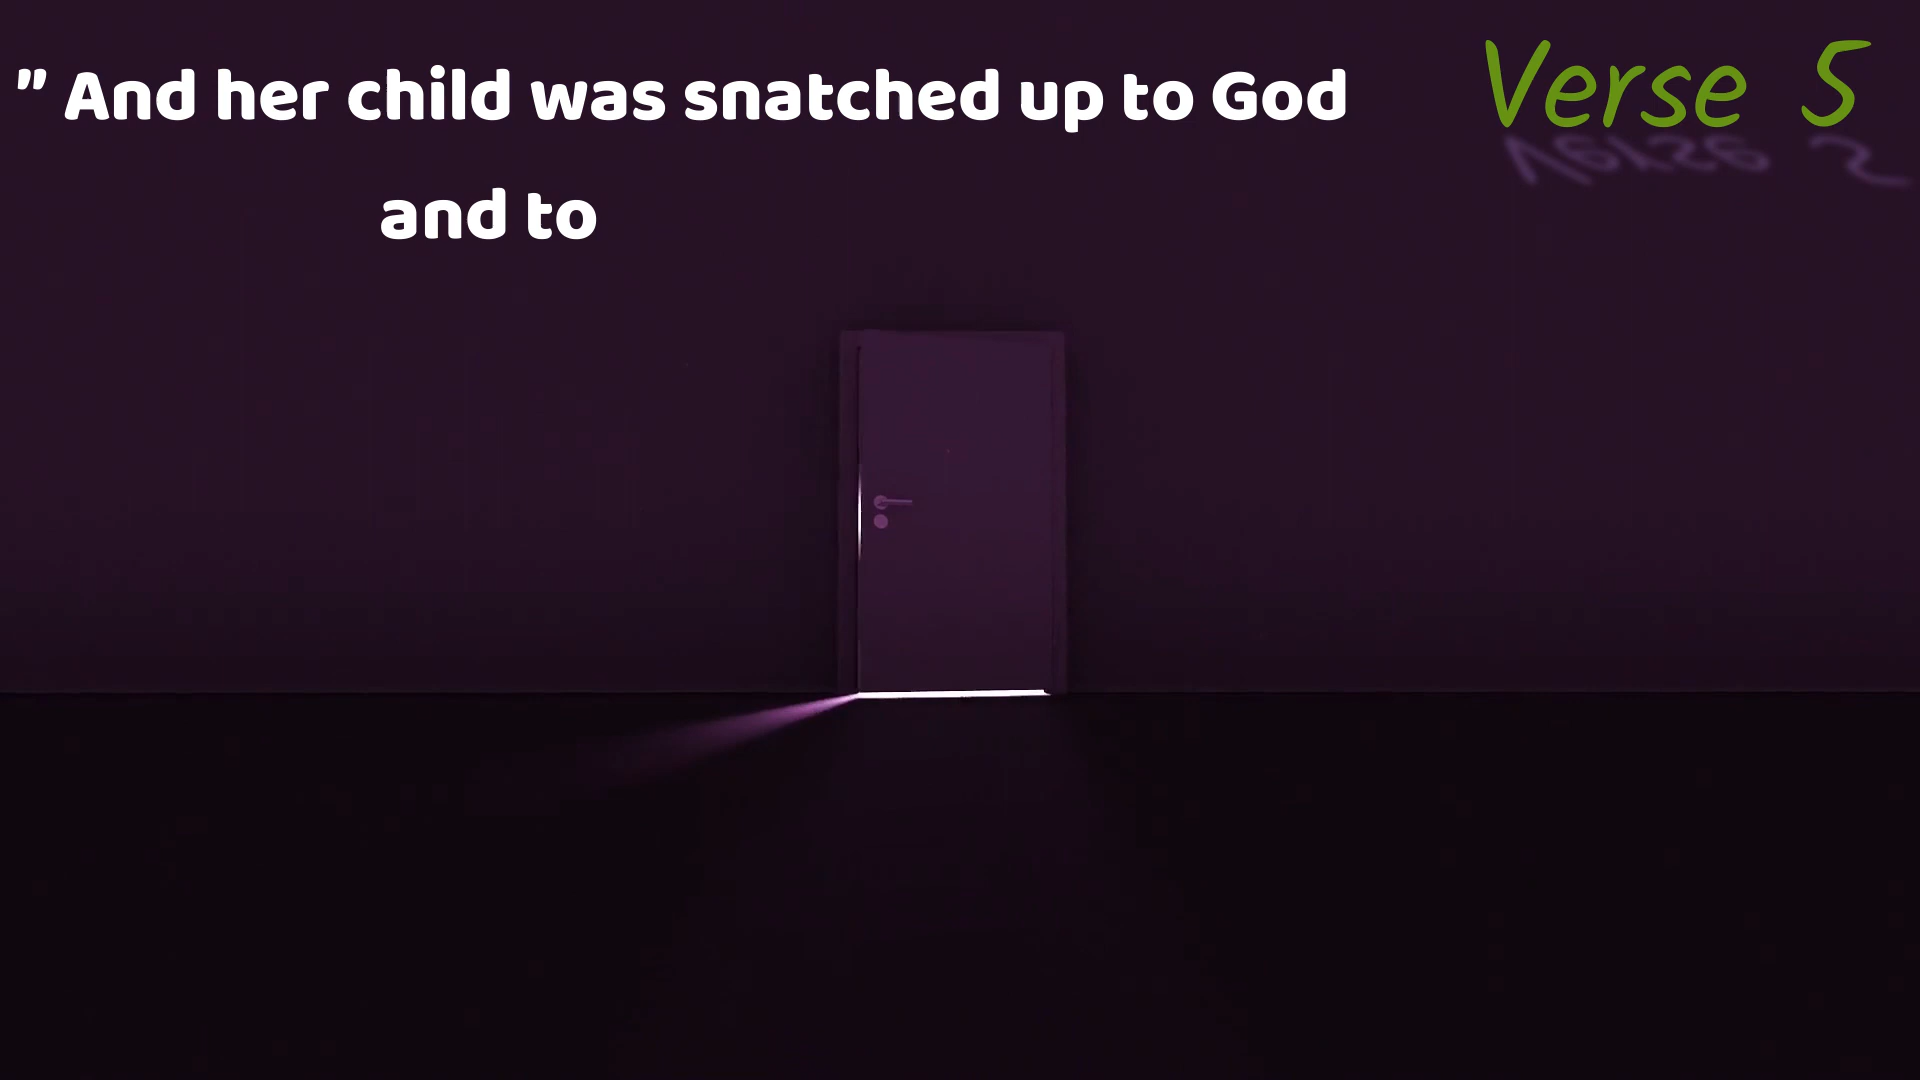 ” And her child was snatched up to God
and to
Verse 5